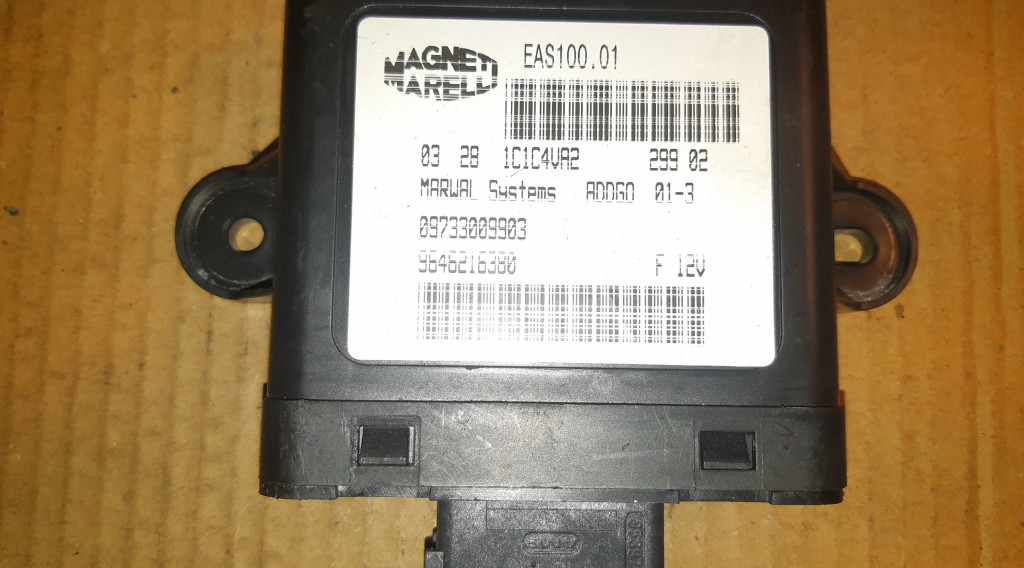 MAGNETI
MARELLI
EAS100.01
03 28 1C1C4VA2 299 02
MARWAL Systems ADDGO 01-3
09733009903
9646216380 F 12V